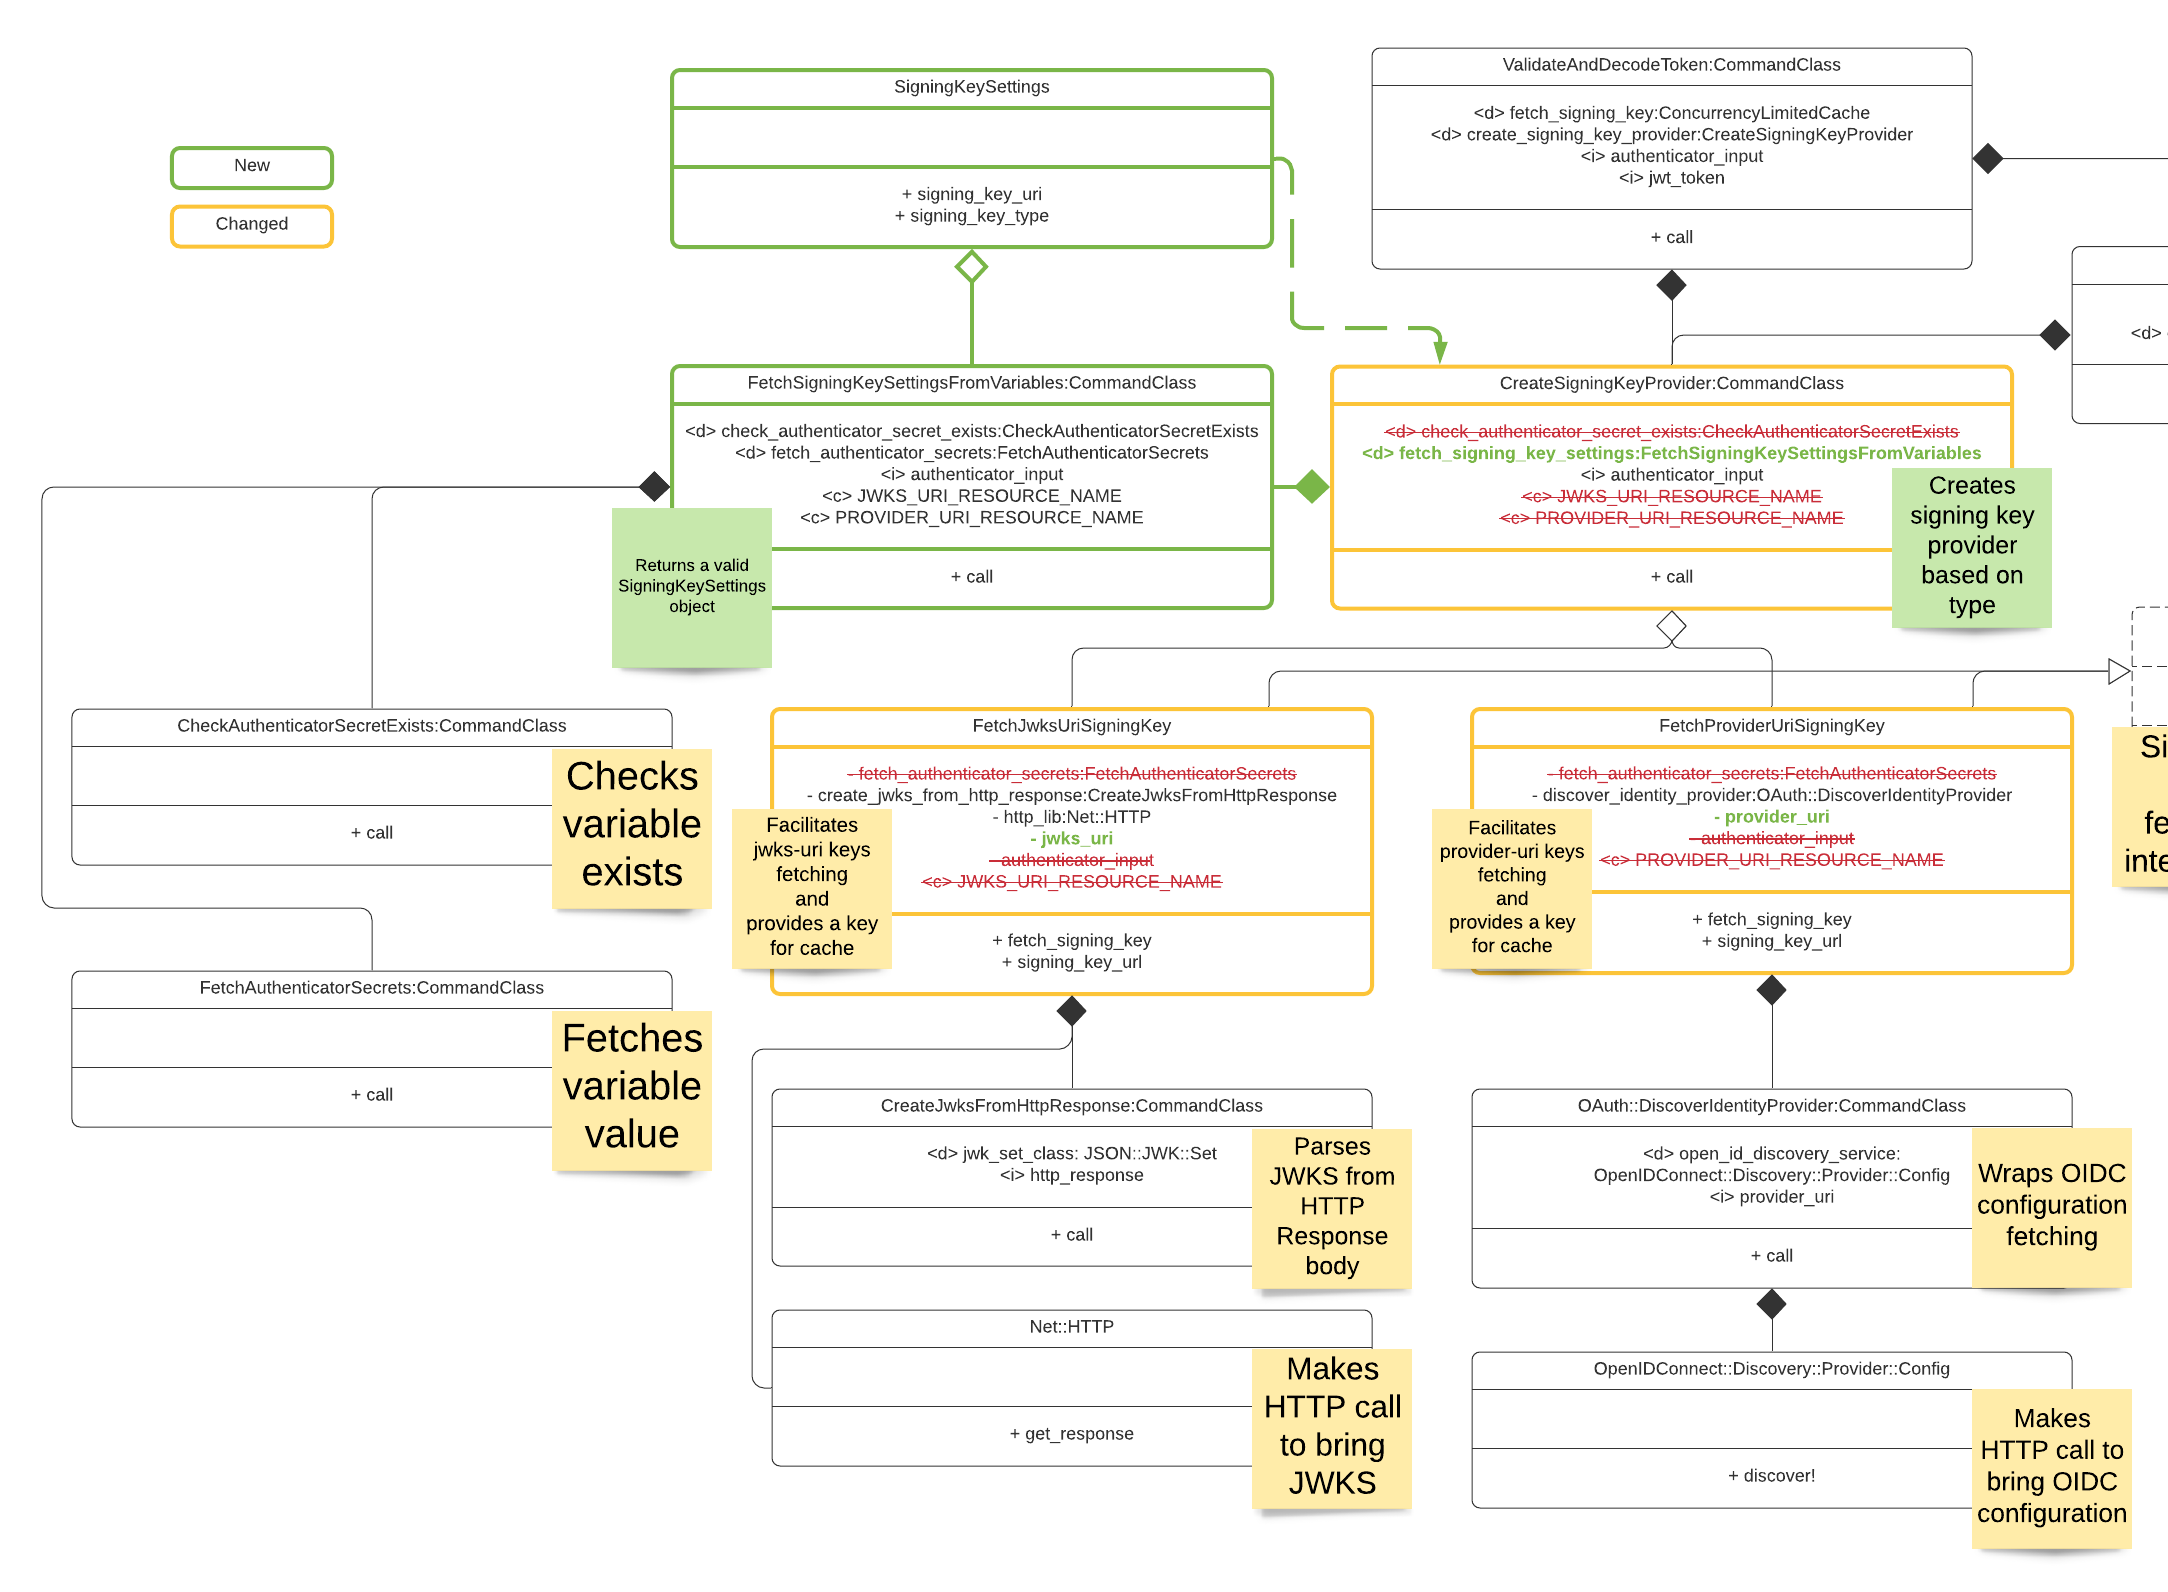 New
Changed
SigningKeySettings
+ signing_key_uri
+ signing_key_type
ValidateAndDecodeToken:CommandClass
<d> fetch_signing_key:ConcurrencyLimitedCache
<d> create_signing_key_provider:CreateSigningKeyProvider
<i> authenticator_input
<i> jwt_token
+ call
<d>
FetchSigningKeySettingsFromVariables:CommandClass
<d> check_authenticator_secret_exists:CheckAuthenticatorSecretExists
<d> fetch_authenticator_secrets:FetchAuthenticatorSecrets
<i> authenticator_input
<c> JWKS_URI_RESOURCE_NAME
<c> PROVIDER_URI_RESOURCE_NAME
+ call
Returns a valid
SigningKeySettings
object
CreateSigningKeyProvider:CommandClass
<d> check_authenticator_secret_exists:CheckAuthenticatorSecretExists
<d> fetch_signing_key_settings:FetchSigningKeySettingsFromVariables
<i> authenticator_input
<c> JWKS_URI_RESOURCE_NAME
<c> PROVIDER_URI_RESOURCE_NAME
+ call
Creates
signing key
provider
based on
type
CheckAuthenticatorSecretExists:CommandClass
+ call
Checks
variable
exists
FetchJwksUriSigningKey
- fetch_authenticator_secrets:FetchAuthenticatorSecrets
- create_jwks_from_http_response:CreateJwksFromHttpResponse
- http_lib:Net::HTTP
- jwks_uri
- authenticator_input
<c> JWKS_URI_RESOURCE_NAME
+ fetch_signing_key
+ signing_key_url
Facilitates
jwks-uri keys
fetching
and
provides a key
for cache
FetchProviderUriSigningKey
- fetch_authenticator_secrets:FetchAuthenticatorSecrets
- discover_identity_provider:OAuth::DiscoverIdentityProvider
- provider_uri
- authenticator_input
<c> PROVIDER_URI_RESOURCE_NAME
+ fetch_signing_key
+ signing_key_url
Facilitates
provider-uri keys
fetching
and
provides a key
for cache
FetchAuthenticatorSecrets:CommandClass
+ call
Fetches
variable
value
CreateJwksFromHttpResponse:CommandClass
<d> jwk_set_class: JSON::JWK::Set
<i> http_response
+ call
Parses
JWKS from
HTTP
Response
body
OAuth::DiscoverIdentityProvider:CommandClass
<d> open_id_discovery_service:
OpenIDConnect::Discovery::Provider::Config
<i> provider_uri
+ call
Wraps OIDC
configuration
fetching
Net::HTTP
+ get_response
Makes
HTTP call
to bring
JWKS
OpenIDConnect::Discovery::Provider::Config
+ discover!
Makes
HTTP call to
bring OIDC
configuration